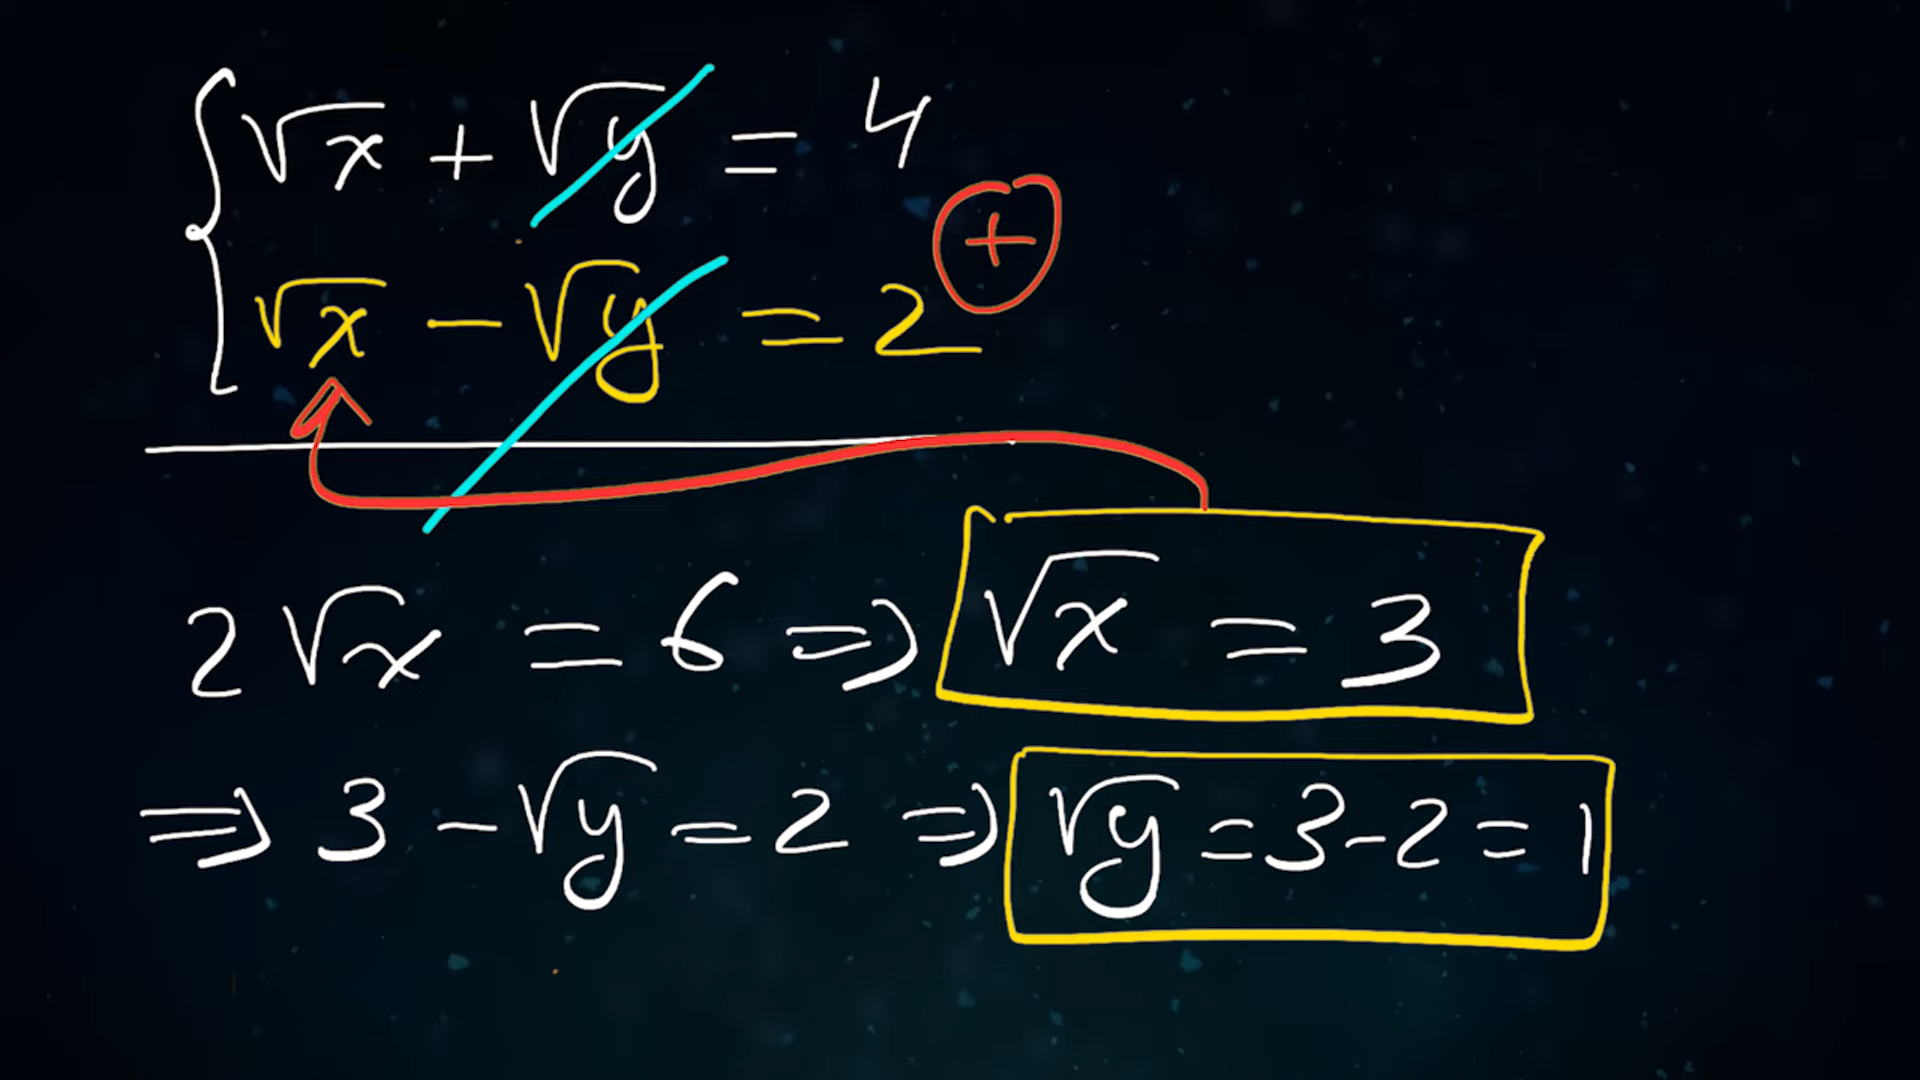 √x + √y = 4
+
√x - √y = 2
2√x = 6 ⇒ √x = 3
⇒ 3 - √y = 2 ⇒ √y = 3 - 2 = 1